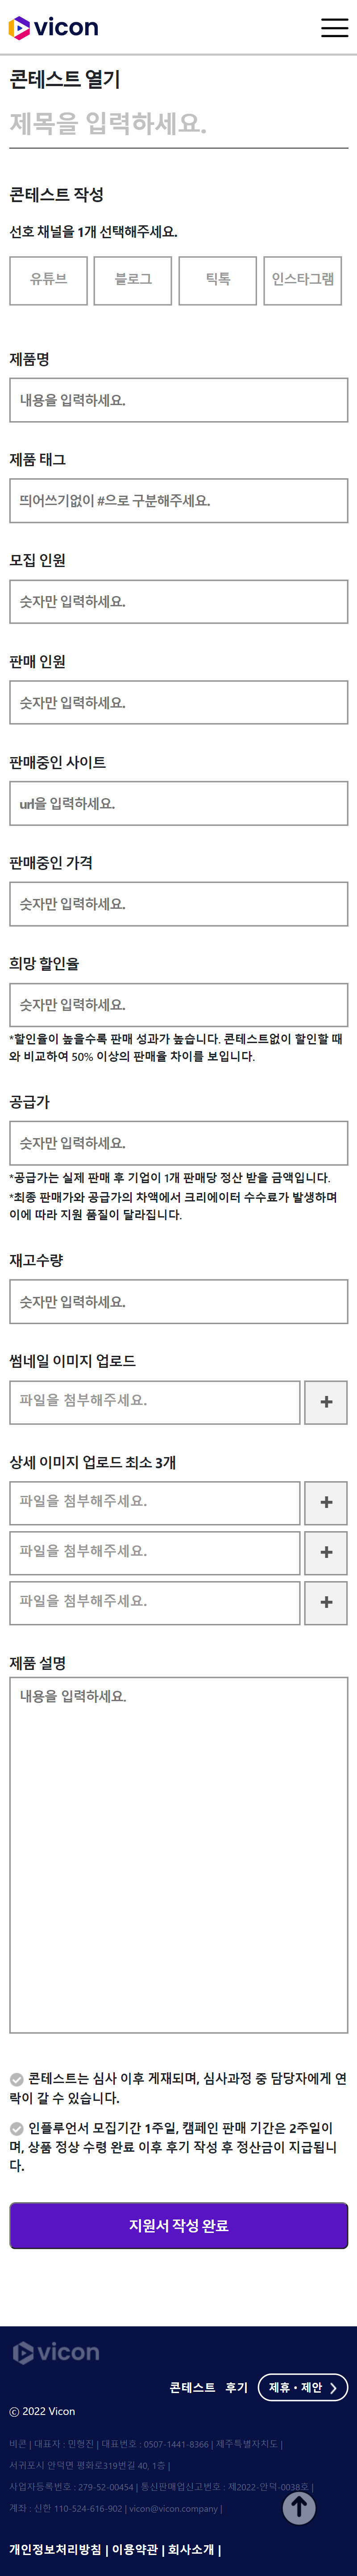 vicon
콘테스트 열기
제목을 입력하세요.
콘테스트 작성
선호 채널을 1개 선택해주세요.
유튜브 블로그 틱톡 인스타그램
제품명
내용을 입력하세요.
제품 태그
띄어쓰기없이 #으로 구분해주세요.
모집 인원
숫자만 입력하세요.
판매 인원
숫자만 입력하세요.
판매중인 사이트
url을 입력하세요.
판매중인 가격
숫자만 입력하세요.
희망 할인율
숫자만 입력하세요.
*할인율이 높을수록 판매 성과가 높습니다. 콘테스트없이 할인할 때
와 비교하여 50% 이상의 판매율 차이를 보입니다.
공급가
숫자만 입력하세요.
*공급가는 실제 판매 후 기업이 1개 판매당 정산 받을 금액입니다.
*최종 판매가와 공급가의 차액에서 크리에이터 수수료가 발생하며
이에 따라 지원 품질이 달라집니다.
재고수량
숫자만 입력하세요.
썸네일 이미지 업로드
파일을 첨부해주세요. +
상세 이미지 업로드 최소 3개
파일을 첨부해주세요. +
파일을 첨부해주세요. +
파일을 첨부해주세요. +
제품 설명
내용을 입력하세요.
콘테스트는 심사 이후 게재되며, 심사과정 중 담당자에게 연
락이 갈 수 있습니다.
인플루언서 모집기간 1주일, 캠페인 판매 기간은 2주일이
며, 상품 정상 수령 완료 이후 후기 작성 후 정산금이 지급됩니
다.
지원서 작성 완료
vicon
콘테스트 후기 제휴 • 제안
ⓒ 2022 Vicon
비콘 | 대표자 : 민형진 | 대표번호 : 0507-1441-8366 | 제주특별자치도 |
서귀포시 안덕면 평화로319번길 40, 1층 |
사업자등록번호 : 279-52-00454 | 통신판매업신고번호 : 제2022-안덕-0038호 |
계좌 : 신한 110-524-616-902 | vicon@vicon.company |
개인정보처리방침 | 이용약관 | 회사소개 |